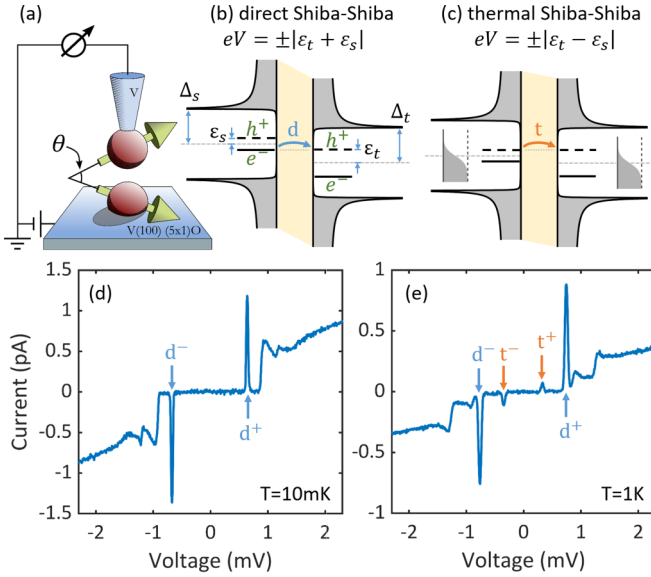 (a)
(b) direct Shiba-Shiba
eV = ±|εt + εs|
(c) thermal Shiba-Shiba
eV = ±|εt − εs|
V
θ
V(100) (5x1)O
Δs
εs
h+
e−
d
h+
e−
εt
Δt
t
(d)
1.5
1
0.5
0
-0.5
-1
-1.5
Current (pA)
d−
d+
T=10mK
-2
-1
0
1
2
Voltage (mV)
(e)
1
0.5
0
-0.5
-1
d−
t−
t+
d+
T=1K
-2
-1
0
1
2
Voltage (mV)